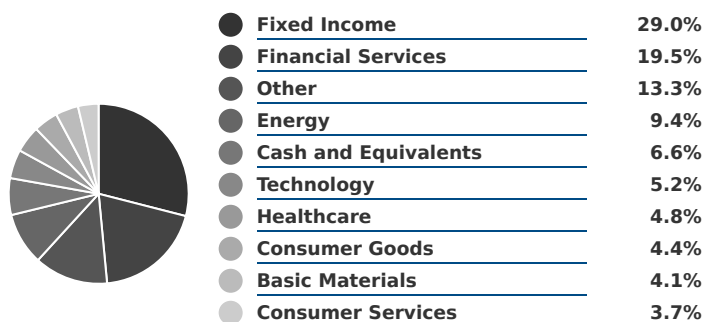 Fixed Income 29.0%
Financial Services 19.5%
Other 13.3%
Energy 9.4%
Cash and Equivalents 6.6%
Technology 5.2%
Healthcare 4.8%
Consumer Goods 4.4%
Basic Materials 4.1%
Consumer Services 3.7%